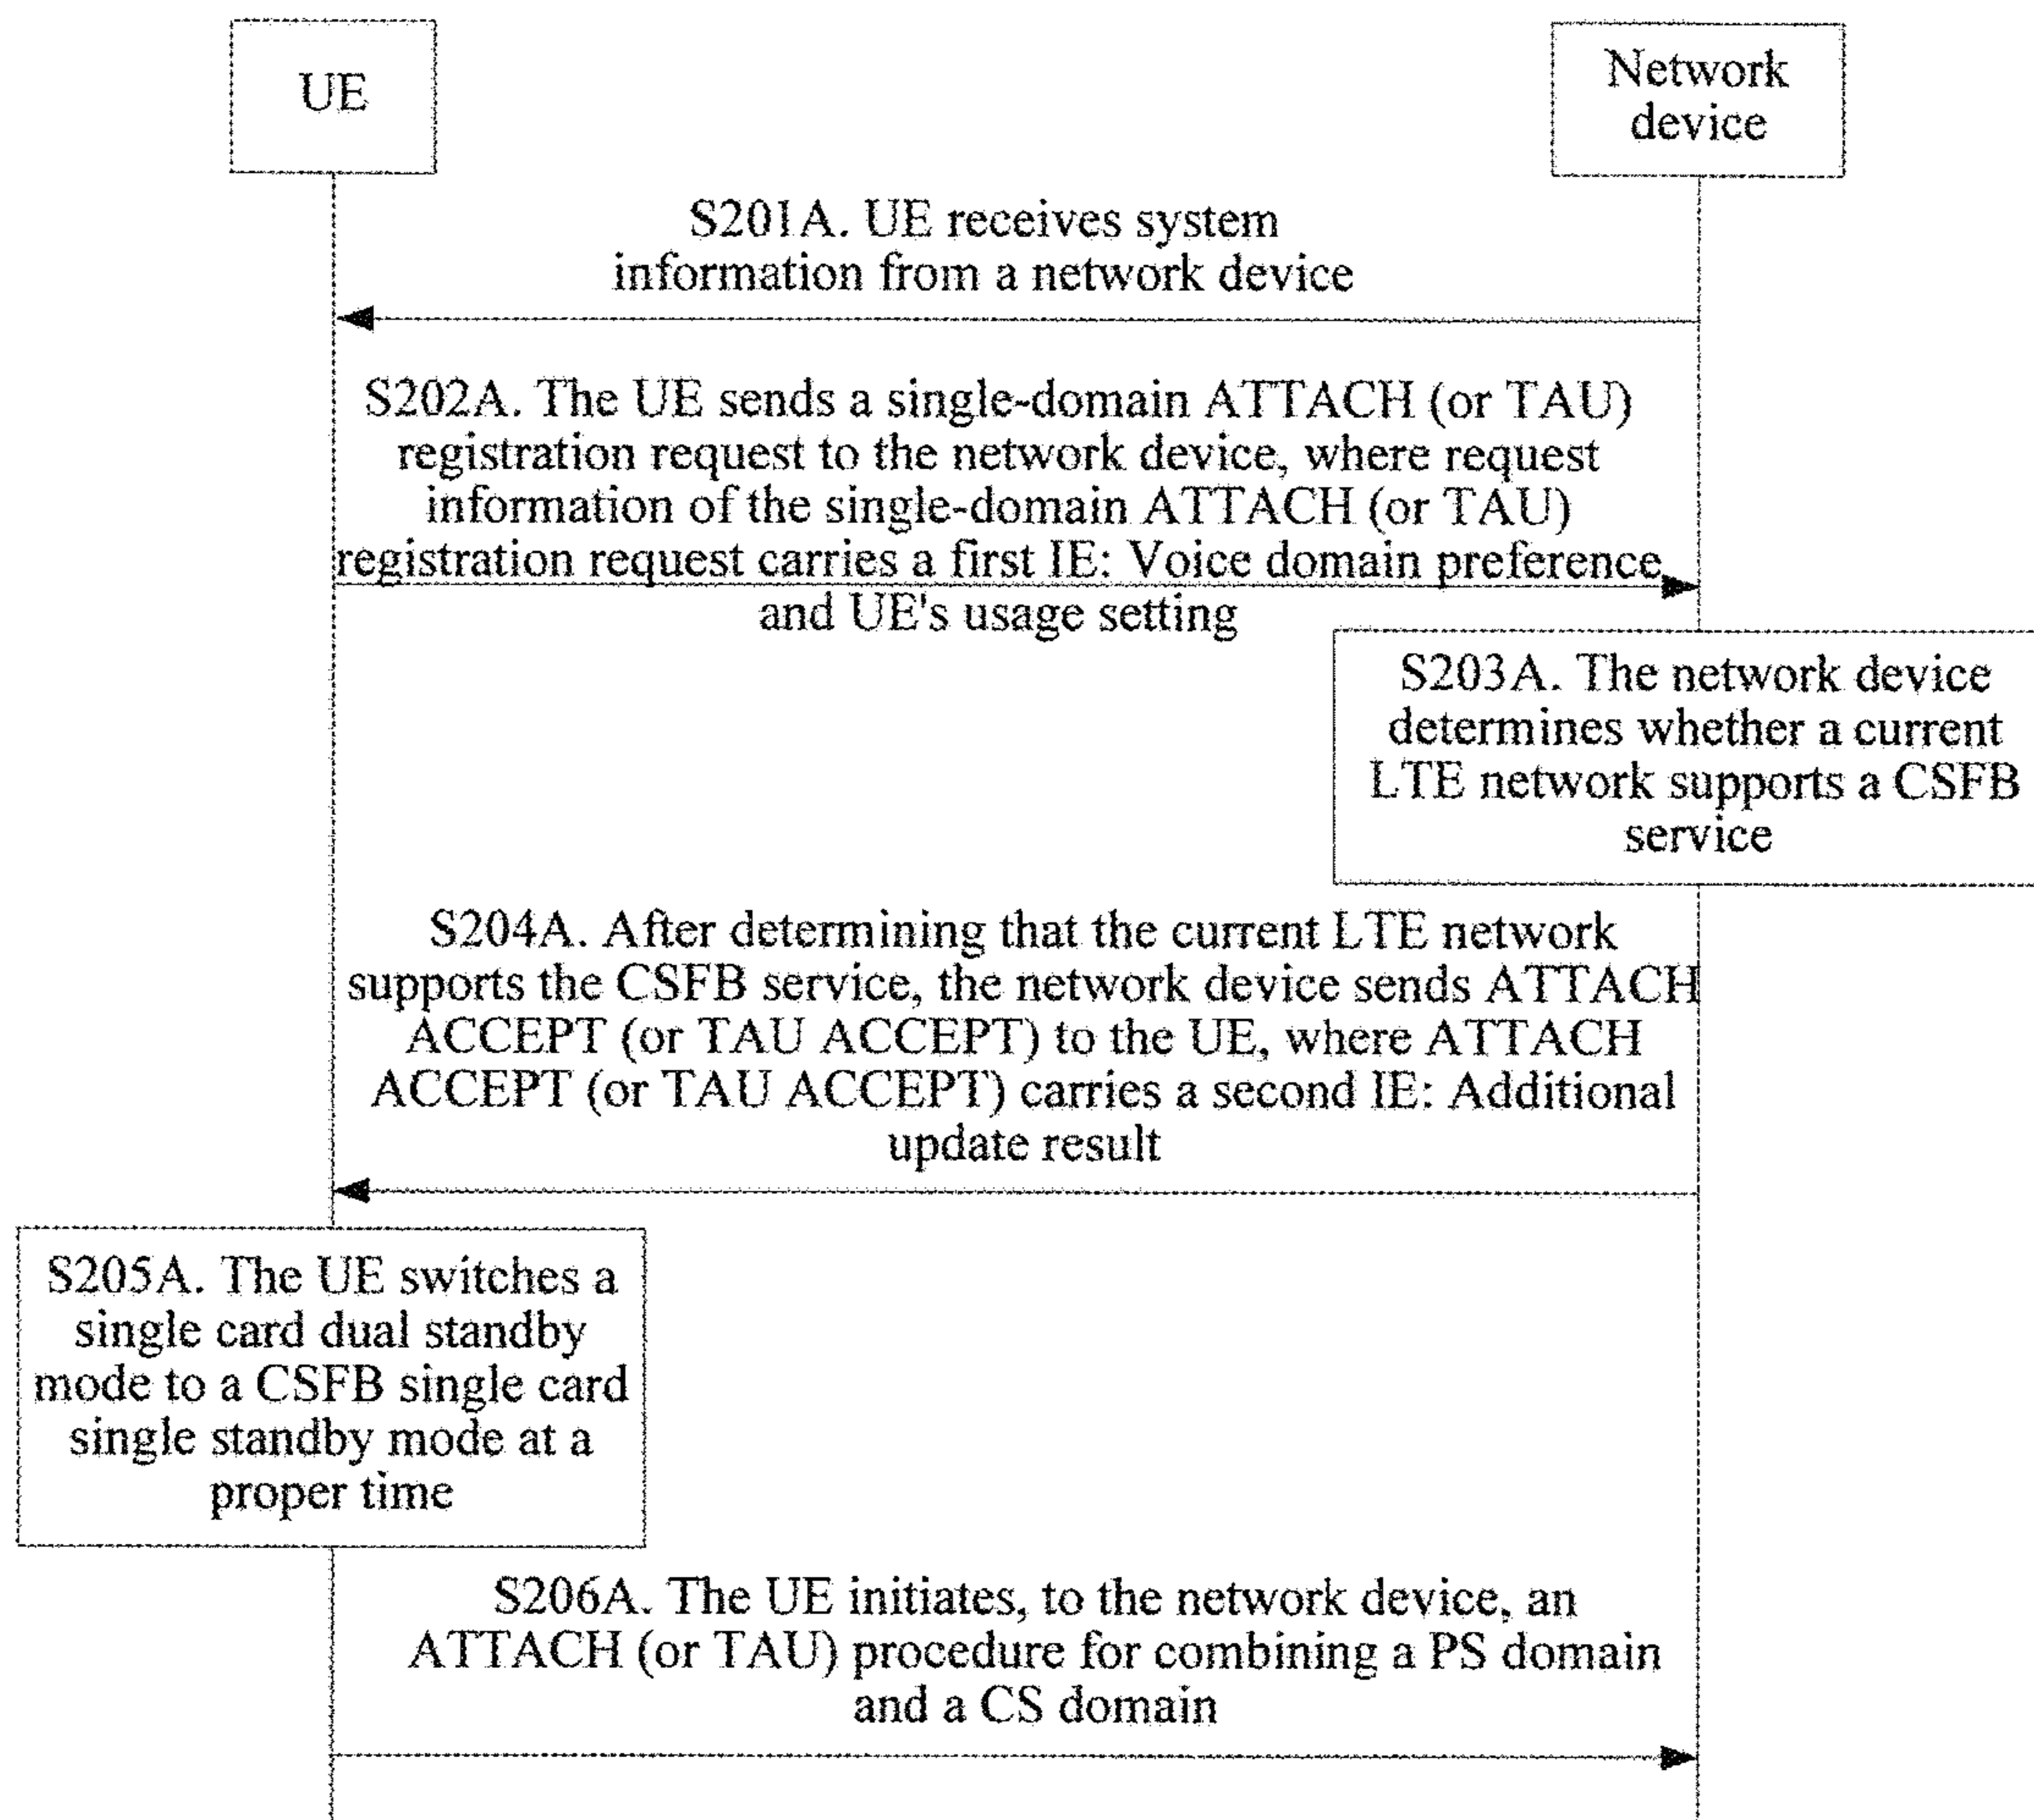 UE
Network
device
S201A. UE receives system
information from a network device
S202A. The UE sends a single-domain ATTACH (or TAU)
registration request to the network device, where request
information of the single-domain ATTACH (or TAU)
registration request carries a first IE: Voice domain preference
and UE's usage setting
S203A. The network device
determines whether a current
LTE network supports a CSFB
service
S204A. After determining that the current LTE network
supports the CSFB service, the network device sends ATTACH
ACCEPT (or TAU ACCEPT) to the UE, where ATTACH
ACCEPT (or TAU ACCEPT) carries a second IE: Additional
update result
S205A. The UE switches a
single card dual standby
mode to a CSFB single card
single standby mode at a
proper time
S206A. The UE initiates, to the network device, an
ATTACH (or TAU) procedure for combining a PS domain
and a CS domain